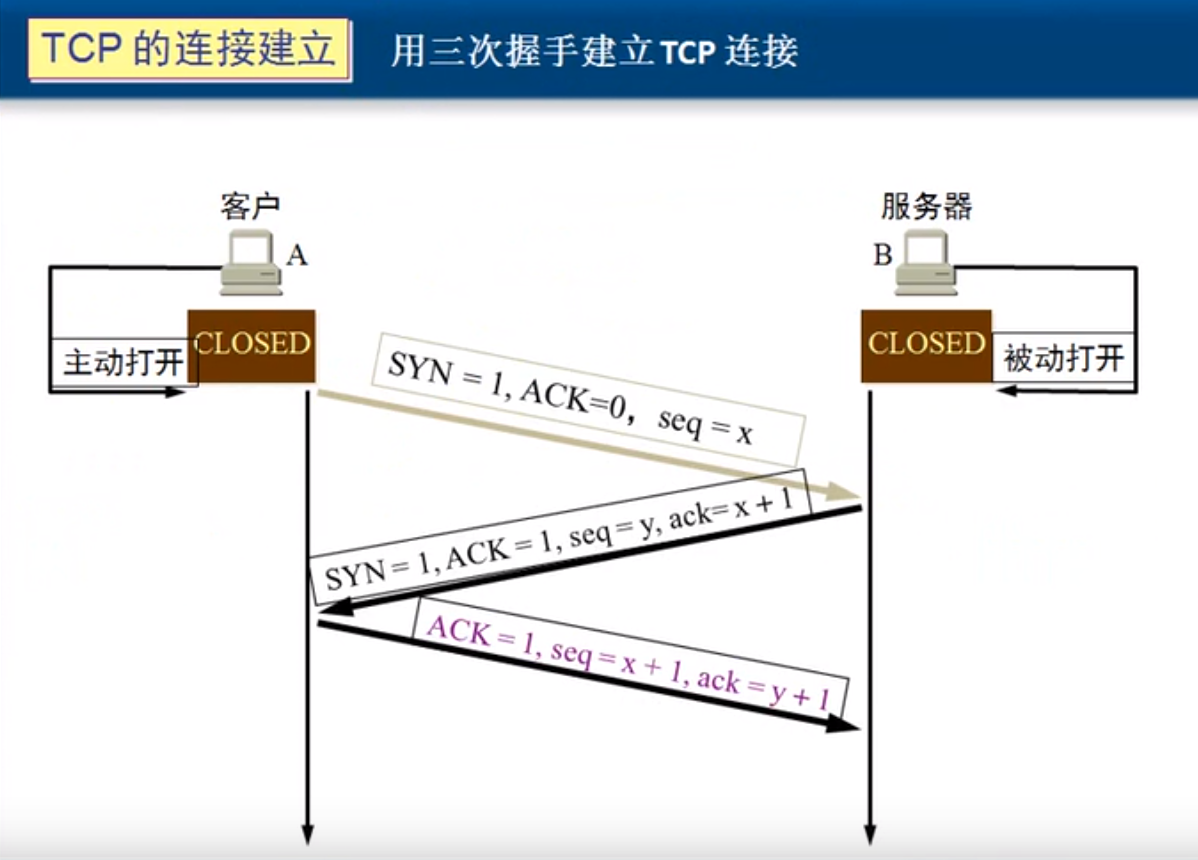 TCP 的连接建立
用三次握手建立 TCP 连接
客户
服务器
A
B
CLOSED
CLOSED
主动打开
被动打开
SYN = 1, ACK=0，seq = x
SYN = 1, ACK = 1, seq = y, ack= x + 1
ACK = 1, seq = x + 1, ack = y + 1